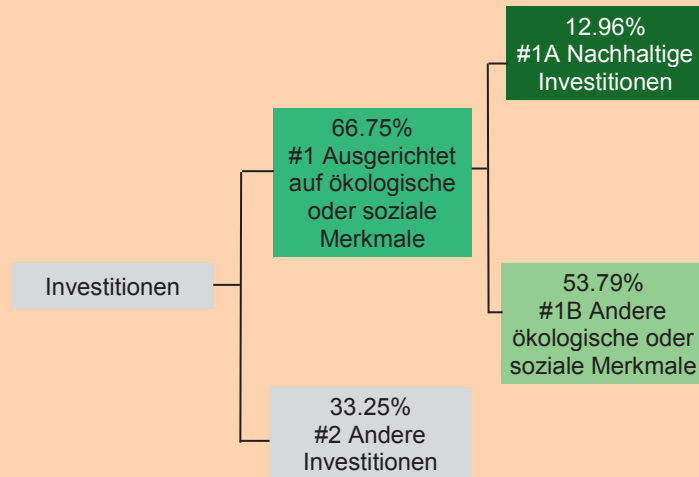 12.96%
#1A Nachhaltige
Investitionen
66.75%
#1 Ausgerichtet
auf ökologische
oder soziale
Merkmale
Investitionen
53.79%
#1B Andere
ökologische oder
soziale Merkmale
33.25%
#2 Andere
Investitionen